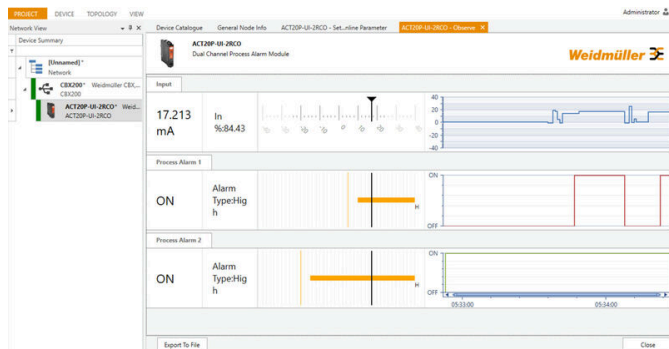 PROJECT DEVICE TOPOLOGY VIEW Administrator
Network View
Device Catalogue General Node Info ACT20P-UI-2RCO - Set...nline Parameter ACT20P-UI-2RCO - Observe X
Device Summary
ACT20P-UI-2RCO
Dual Channel Process Alarm Module
Weidmüller
[Unnamed]*
Network
CBX200* Weidmüller CBX,...
CBX200
ACT20P-UI-2RCO* Weid...
ACT20P-UI-2RCO
Input
17.213
mA
In
%:84.43
40
20
0
-20
-40
Process Alarm 1
ON
Alarm
Type:Hig
h
H
ON
OFF
Process Alarm 2
ON
Alarm
Type:Hig
h
H
ON
OFF
05:33:00 05:34:00
Export To File Close